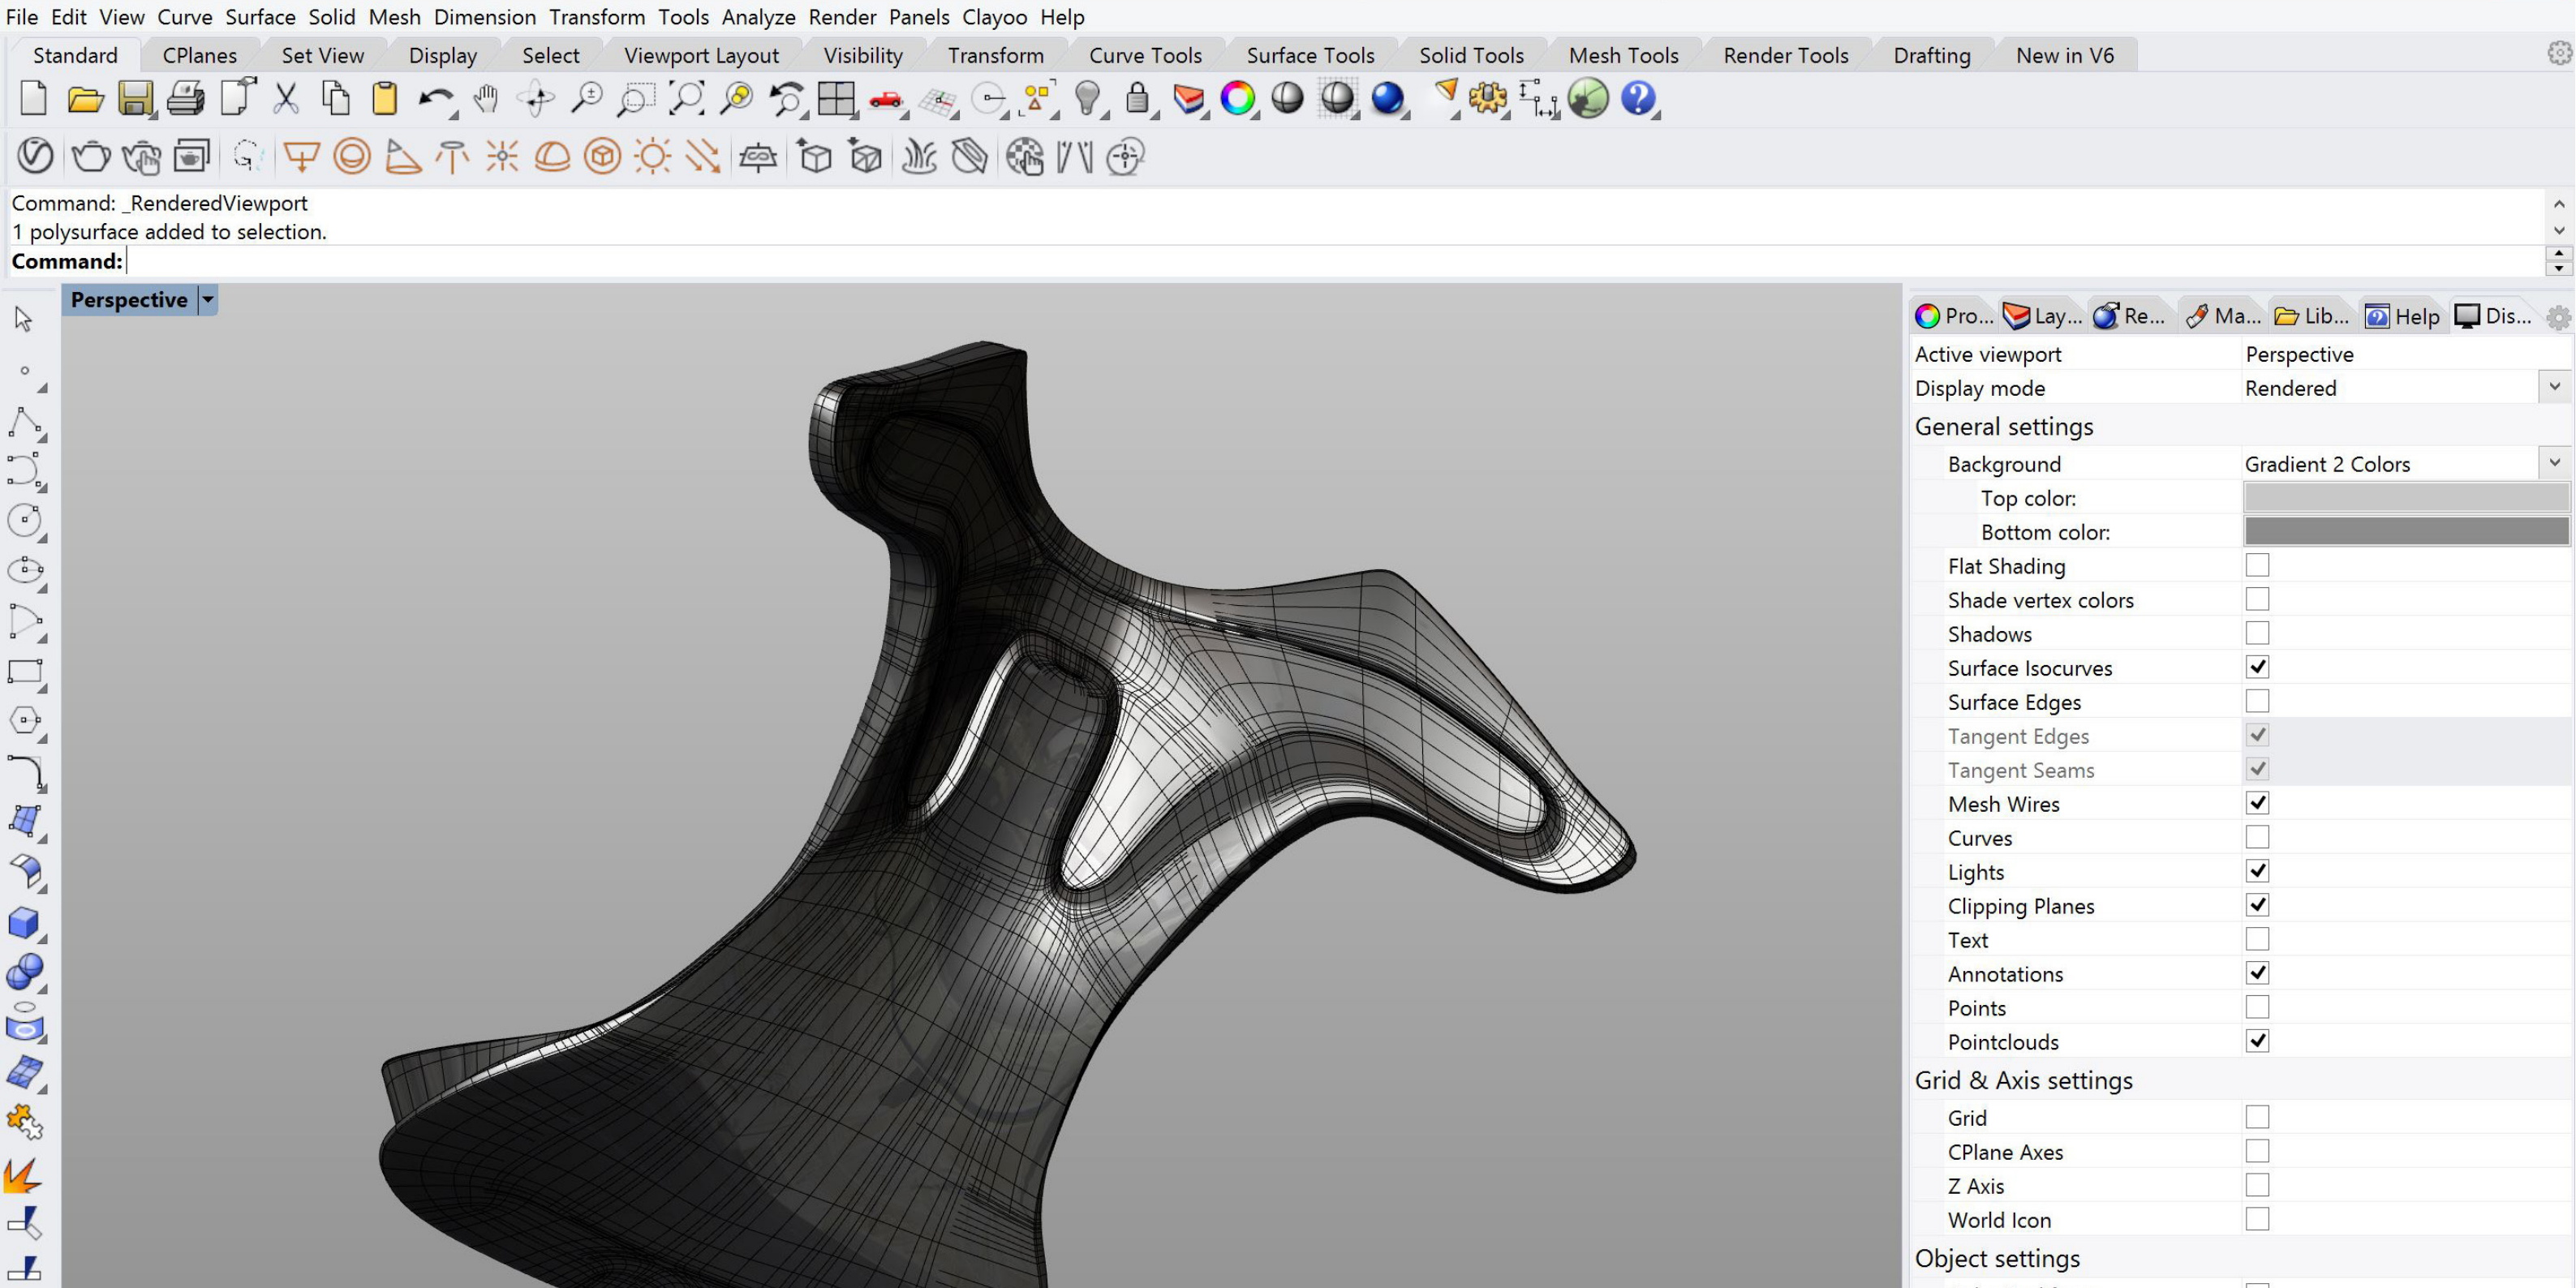 File Edit View Curve Surface Solid Mesh Dimension Transform Tools Analyze Render Panels Clayoo Help
Standard CPlanes Set View Display Select Viewport Layout Visibility Transform Curve Tools Surface Tools Solid Tools Mesh Tools Render Tools Drafting New in V6
Command: _RenderedViewport
1 polysurface added to selection.
Command:
Perspective
Pro... Lay... Re... Ma... Lib... Help Dis...
Active viewport Perspective
Display mode Rendered
General settings
Background Gradient 2 Colors
Top color:
Bottom color:
Flat Shading
Shade vertex colors
Shadows
Surface Isocurves
Surface Edges
Tangent Edges
Tangent Seams
Mesh Wires
Curves
Lights
Clipping Planes
Text
Annotations
Points
Pointclouds
Grid & Axis settings
Grid
CPlane Axes
Z Axis
World Icon
Object settings